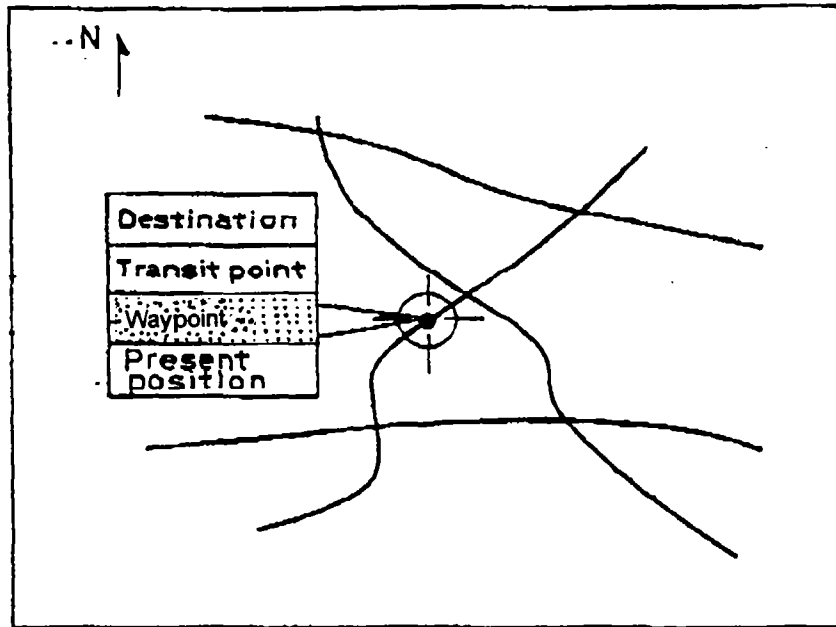 N
Destination
Transit point
Waypoint
Present
position